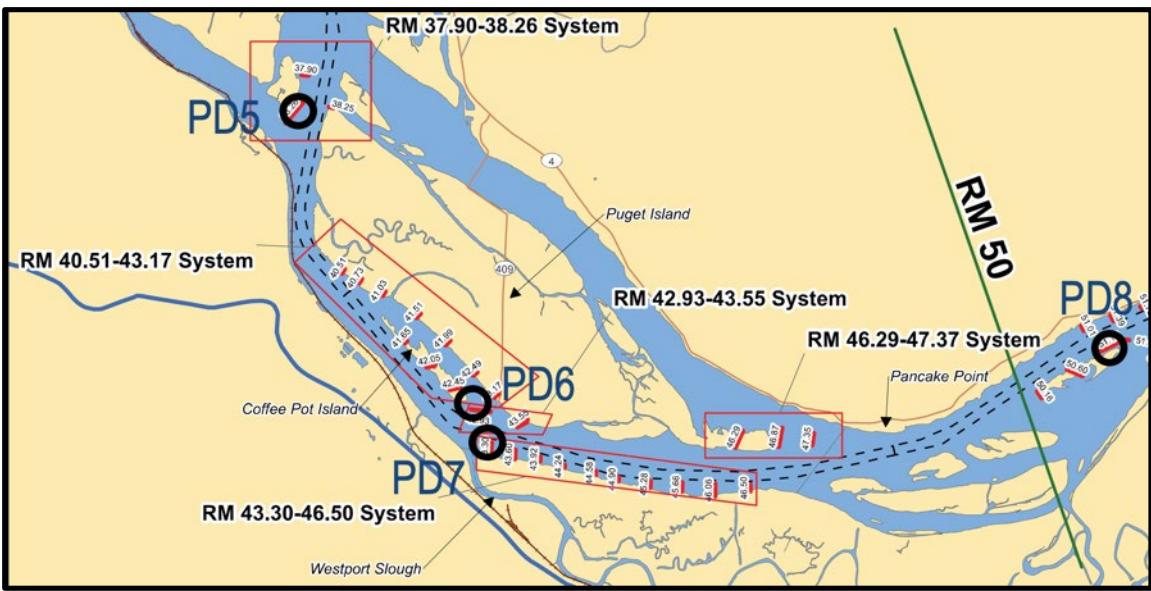 RM 37.90-38.26 System
37.90
38.25
PD5
4
Puget Island
RM 50
RM 40.51-43.17 System
409
40.51
40.73
41.03
41.51
41.65
41.99
42.05
42.49
42.45
RM 42.93-43.55 System
PD8
51.01
50.60
50.16
RM 46.29-47.37 System
Pancake Point
Coffee Pot Island
PD6
43.55
46.29
46.87
47.35
PD7
43.60
43.92
44.24
44.58
44.90
45.28
45.66
46.06
46.50
RM 43.30-46.50 System
Westport Slough